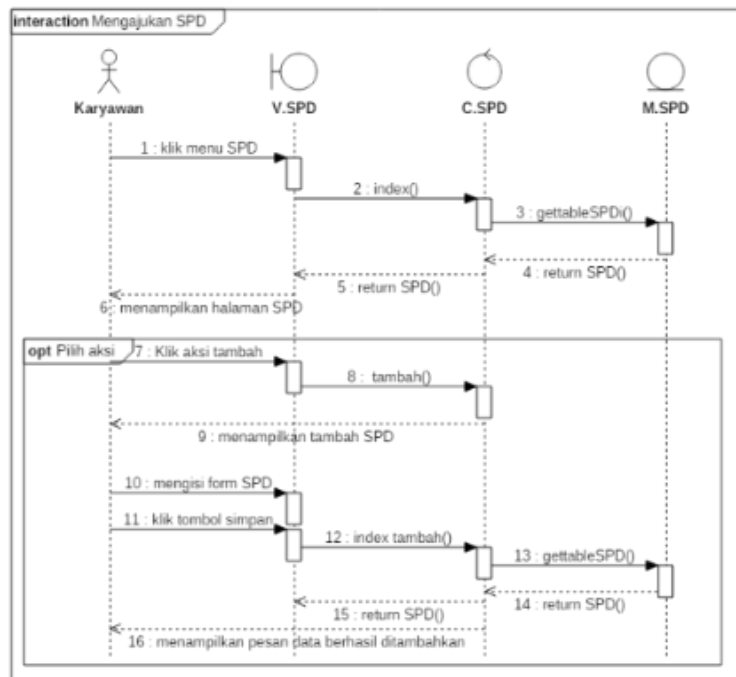 interaction Mengajukan SPD
Karyawan
V.SPD
C.SPD
M.SPD
1 : klik menu SPD
2 : index()
3 : gettableSPDi()
4 : return SPD()
5 : return SPD()
6 : menampilkan halaman SPD
opt Pilih aksi
7 : Klik aksi tambah
8 : tambah()
9 : menampilkan tambah SPD
10 : mengisi form SPD
11 : klik tombol simpan
12 : index tambah()
13 : gettableSPD()
14 : return SPD()
15 : return SPD()
16 : menampilkan pesan data berhasil ditambahkan